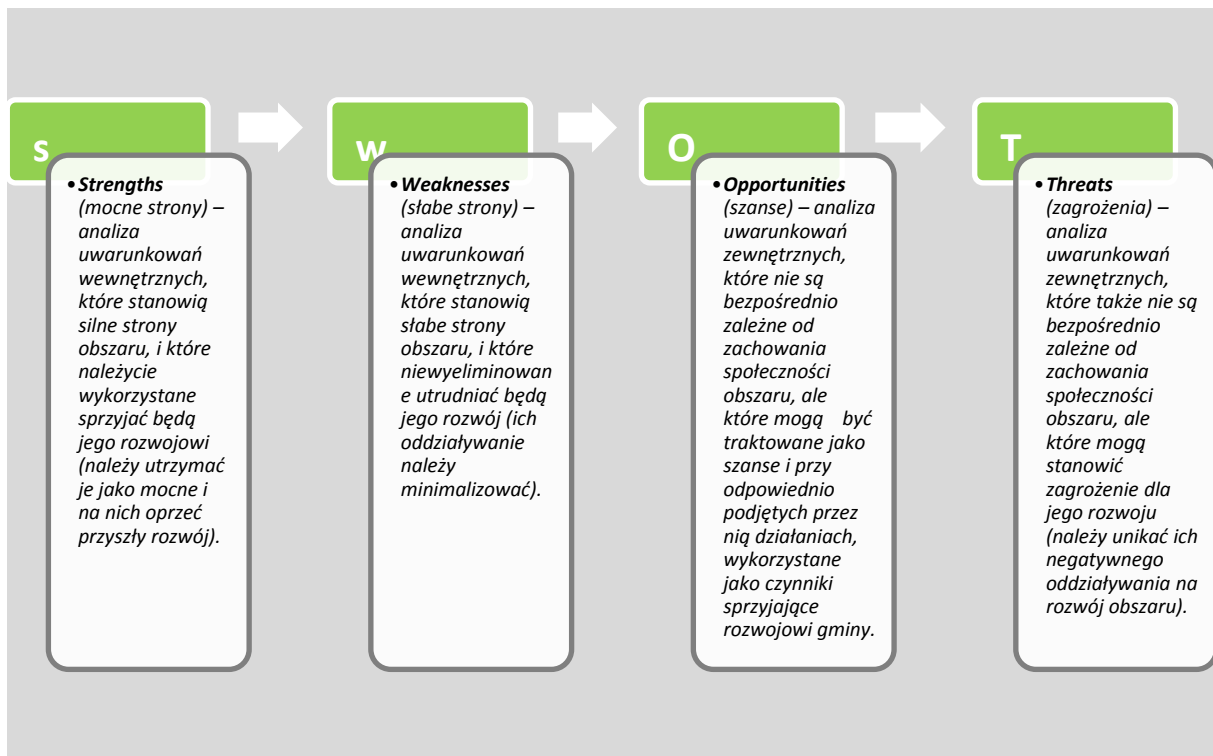 s
• Strengths
(mocne strony) –
analiza
uwarunkowań
wewnętrznych,
które stanowią
silne strony
obszaru, i które
należycie
wykorzystane
sprzyjać będą
jego rozwojowi
(należy utrzymać
je jako mocne i
na nich oprzeć
przyszły rozwój).
w
• Weaknesses
(słabe strony) –
analiza
uwarunkowań
wewnętrznych,
które stanowią
słabe strony
obszaru, i które
niewyeliminowan
e utrudniać będą
jego rozwój (ich
oddziaływanie
należy
minimalizować).
O
• Opportunities
(szanse) – analiza
uwarunkowań
zewnętrznych,
które nie są
bezpośrednio
zależne od
zachowania
społeczności
obszaru, ale
które mogą być
traktowane jako
szanse i przy
odpowiednio
podjętych przez
nią działaniach,
wykorzystane
jako czynniki
sprzyjające
rozwojowi gminy.
T
• Threats
(zagrożenia) –
analiza
uwarunkowań
zewnętrznych,
które także nie są
bezpośrednio
zależne od
zachowania
społeczności
obszaru, ale
które mogą
stanowić
zagrożenie dla
jego rozwoju
(należy unikać ich
negatywnego
oddziaływania na
rozwój obszaru).